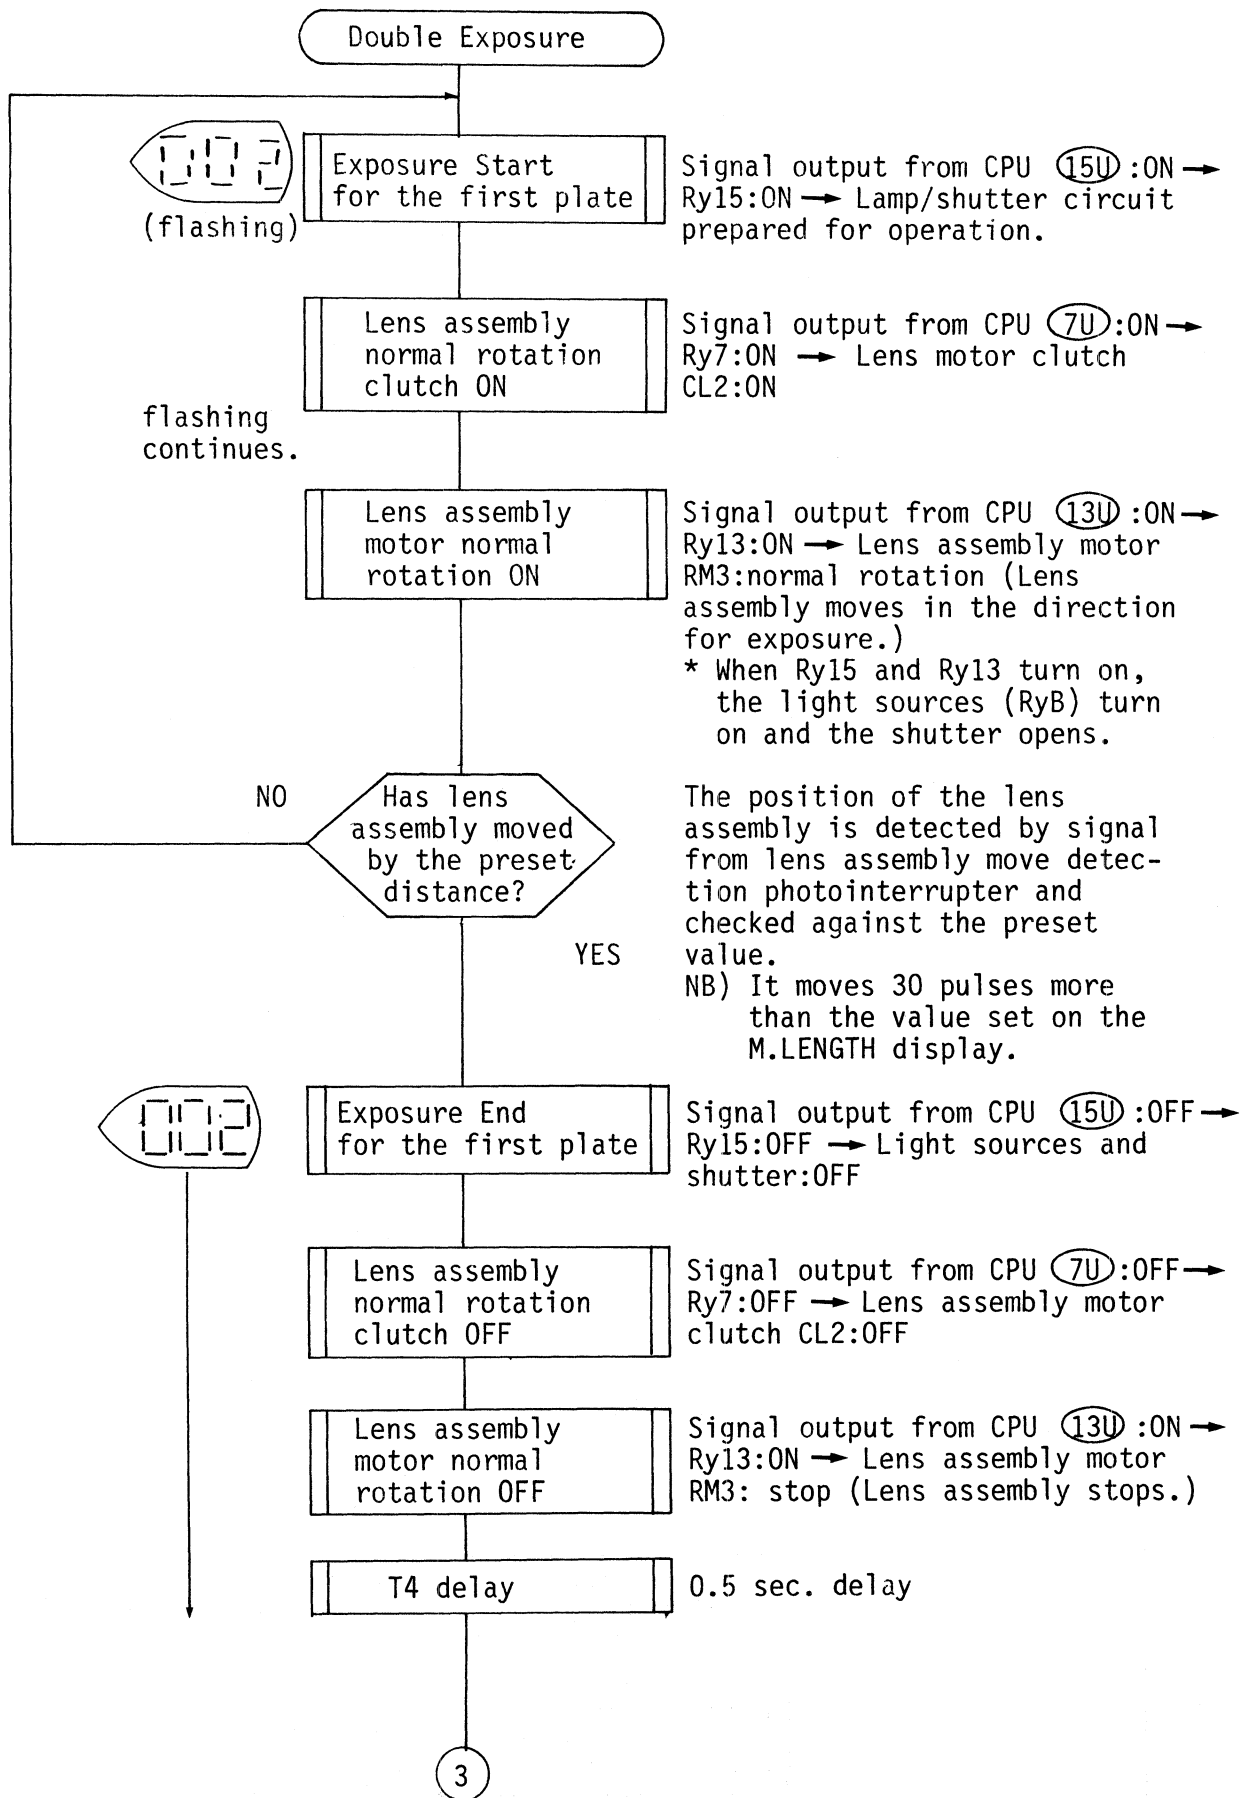 Double Exposure
002
(flashing)
Exposure Start
for the first plate
Signal output from CPU 15U :ON →
Ry15:ON → Lamp/shutter circuit
prepared for operation.
Lens assembly
normal rotation
clutch ON
Signal output from CPU 7U :ON →
Ry7:ON → Lens motor clutch
CL2:ON
flashing
continues.
Lens assembly
motor normal
rotation ON
Signal output from CPU 13U :ON →
Ry13:ON → Lens assembly motor
RM3:normal rotation (Lens
assembly moves in the direction
for exposure.)
* When Ry15 and Ry13 turn on,
the light sources (RyB) turn
on and the shutter opens.
NO
Has lens
assembly moved
by the preset
distance?
YES
The position of the lens
assembly is detected by signal
from lens assembly move detec-
tion photointerrupter and
checked against the preset
value.
NB) It moves 30 pulses more
than the value set on the
M.LENGTH display.
002
Exposure End
for the first plate
Signal output from CPU 15U :OFF →
Ry15:OFF → Light sources and
shutter:OFF
Lens assembly
normal rotation
clutch OFF
Signal output from CPU 7U :OFF →
Ry7:OFF → Lens assembly motor
clutch CL2:OFF
Lens assembly
motor normal
rotation OFF
Signal output from CPU 13U :ON →
Ry13:ON → Lens assembly motor
RM3: stop (Lens assembly stops.)
T4 delay
0.5 sec. delay
3